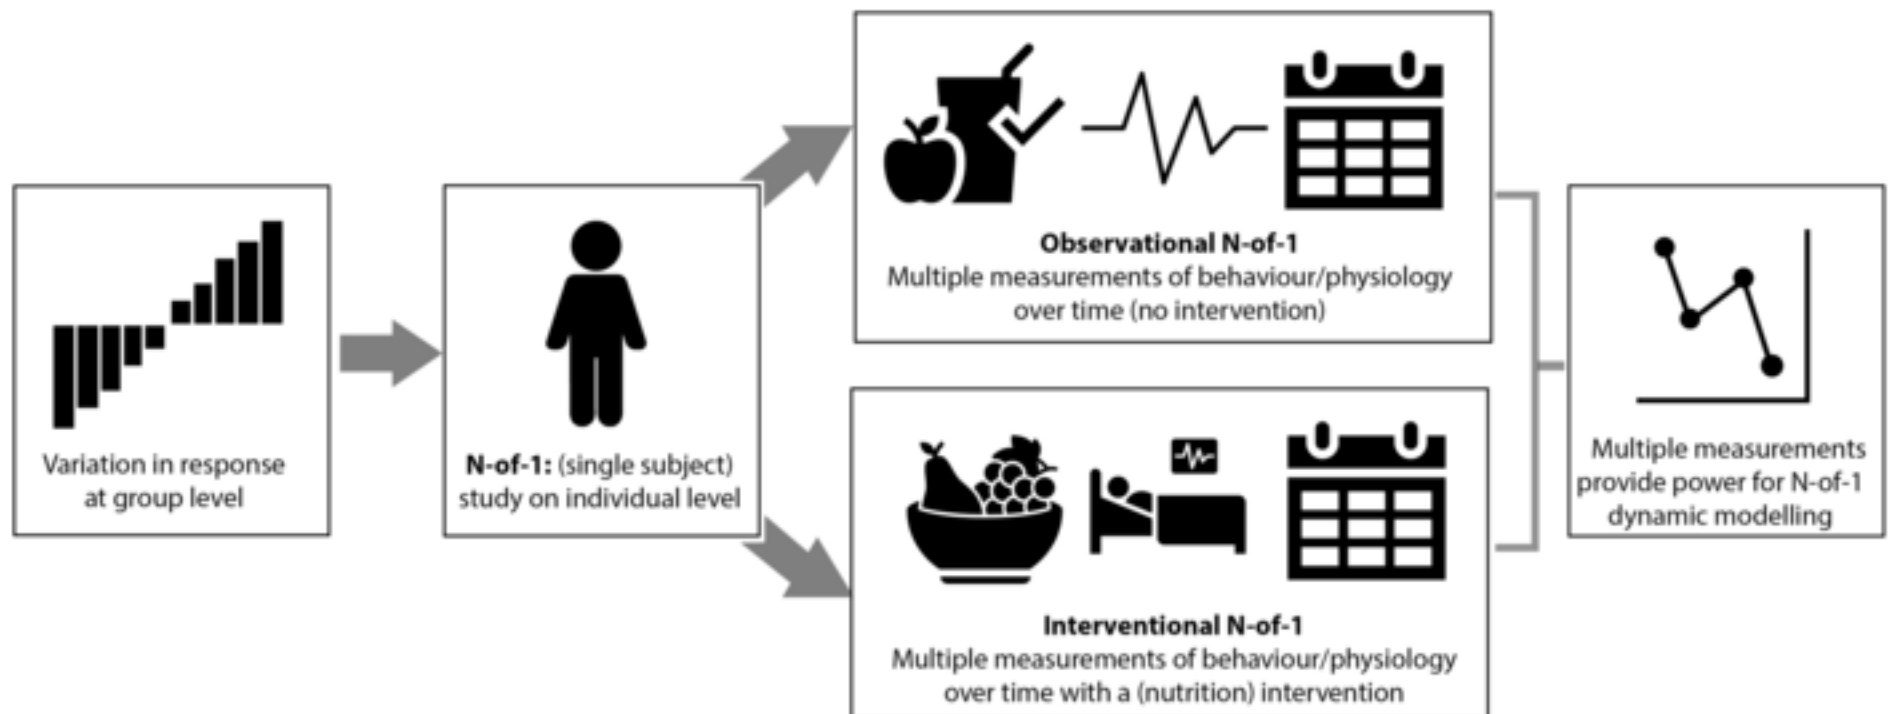 Variation in response
at group level
N-of-1: (single subject)
study on individual level
Observational N-of-1
Multiple measurements of behaviour/physiology
over time (no intervention)
Interventional N-of-1
Multiple measurements of behaviour/physiology
over time with a (nutrition) intervention
Multiple measurements
provide power for N-of-1
dynamic modelling